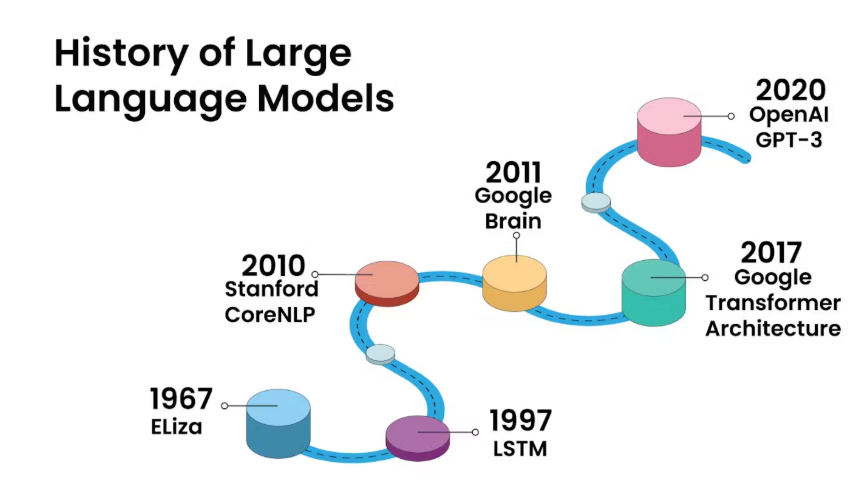 History of Large
Language Models
2020
OpenAI
GPT-3
2011
Google
Brain
2017
Google
Transformer
Architecture
2010
Stanford
CoreNLP
1967
ELiza
1997
LSTM